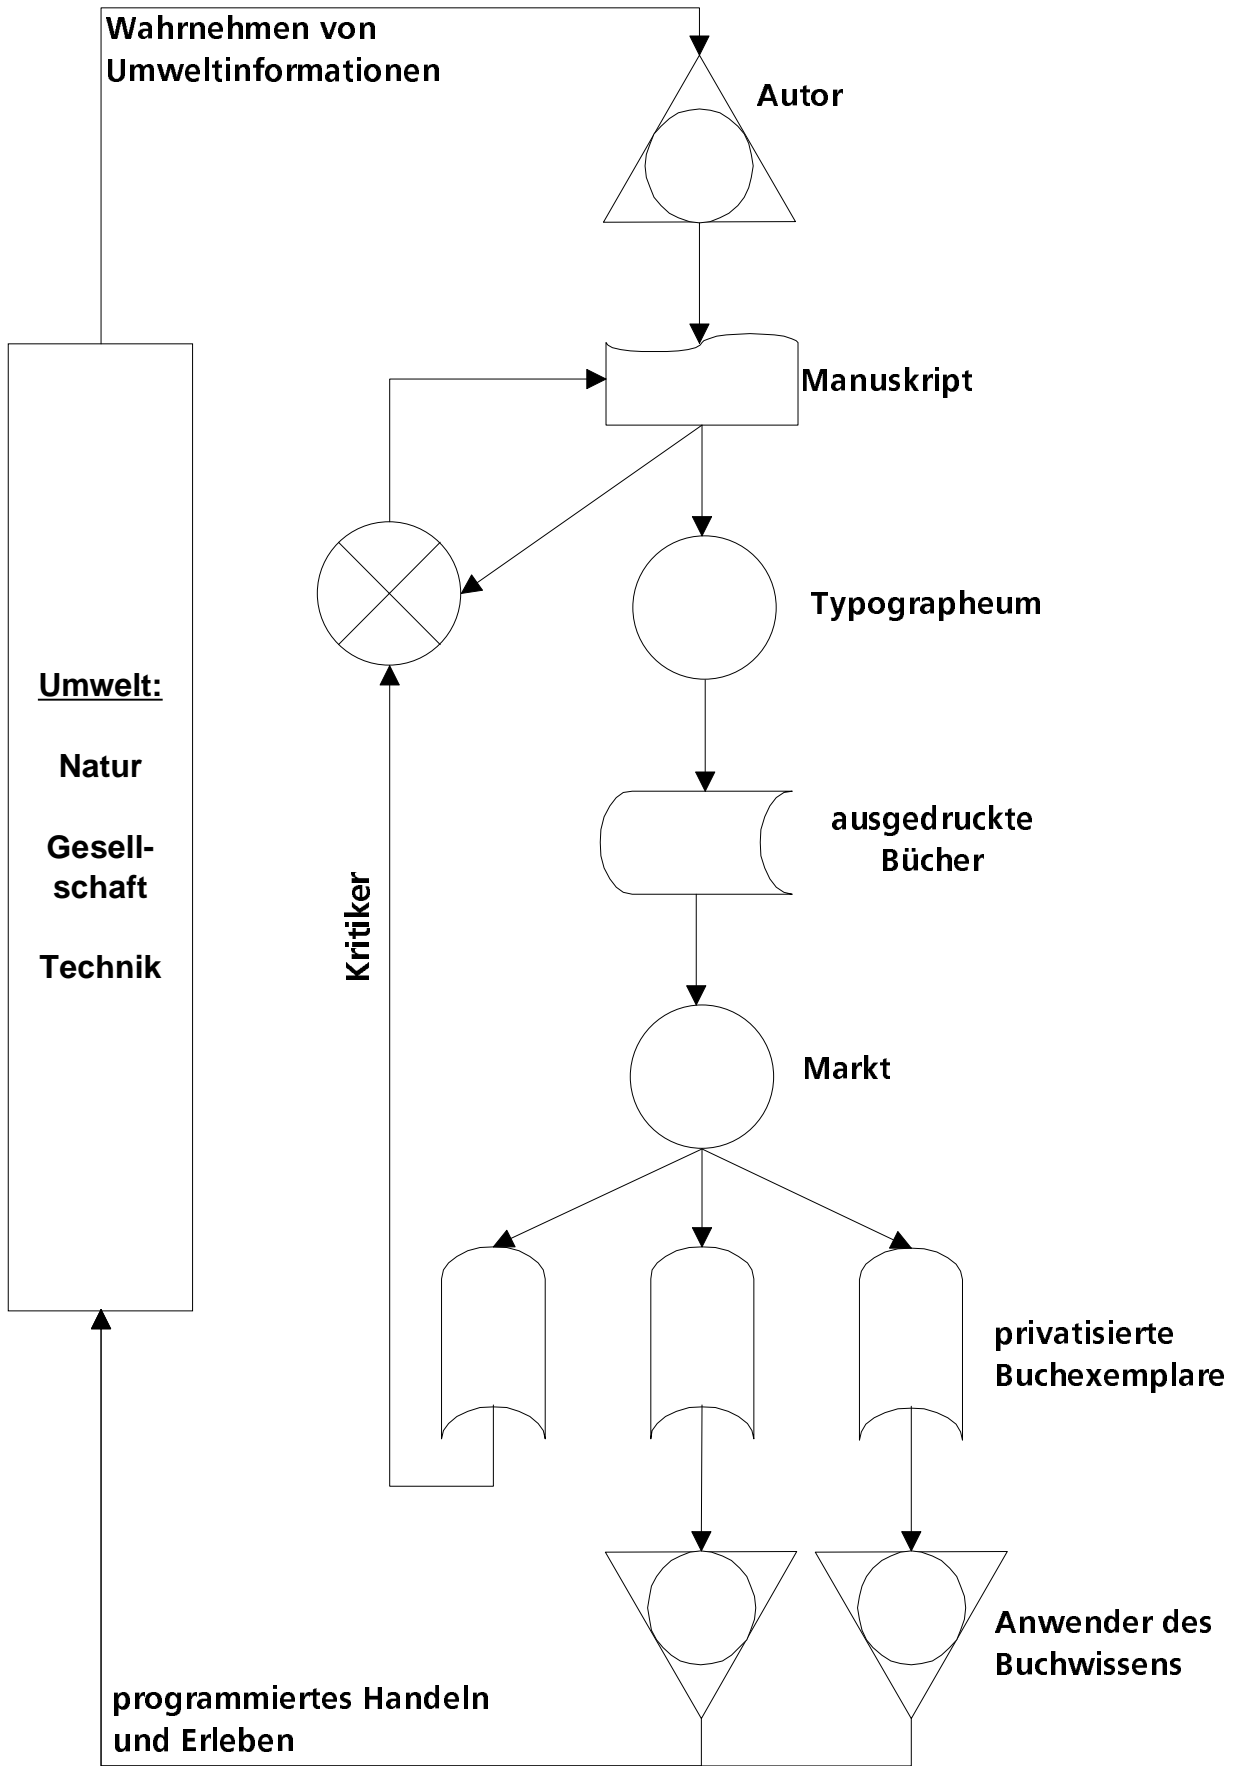 Wahrnehmen von
Umweltinformationen
Autor
Manuskript
Typographeum
Umwelt:
Natur
Gesell-
schaft
Technik
ausgedruckte
Bücher
Kritiker
Markt
privatisierte
Buchexemplare
Anwender des
Buchwissens
programmiertes Handeln
und Erleben